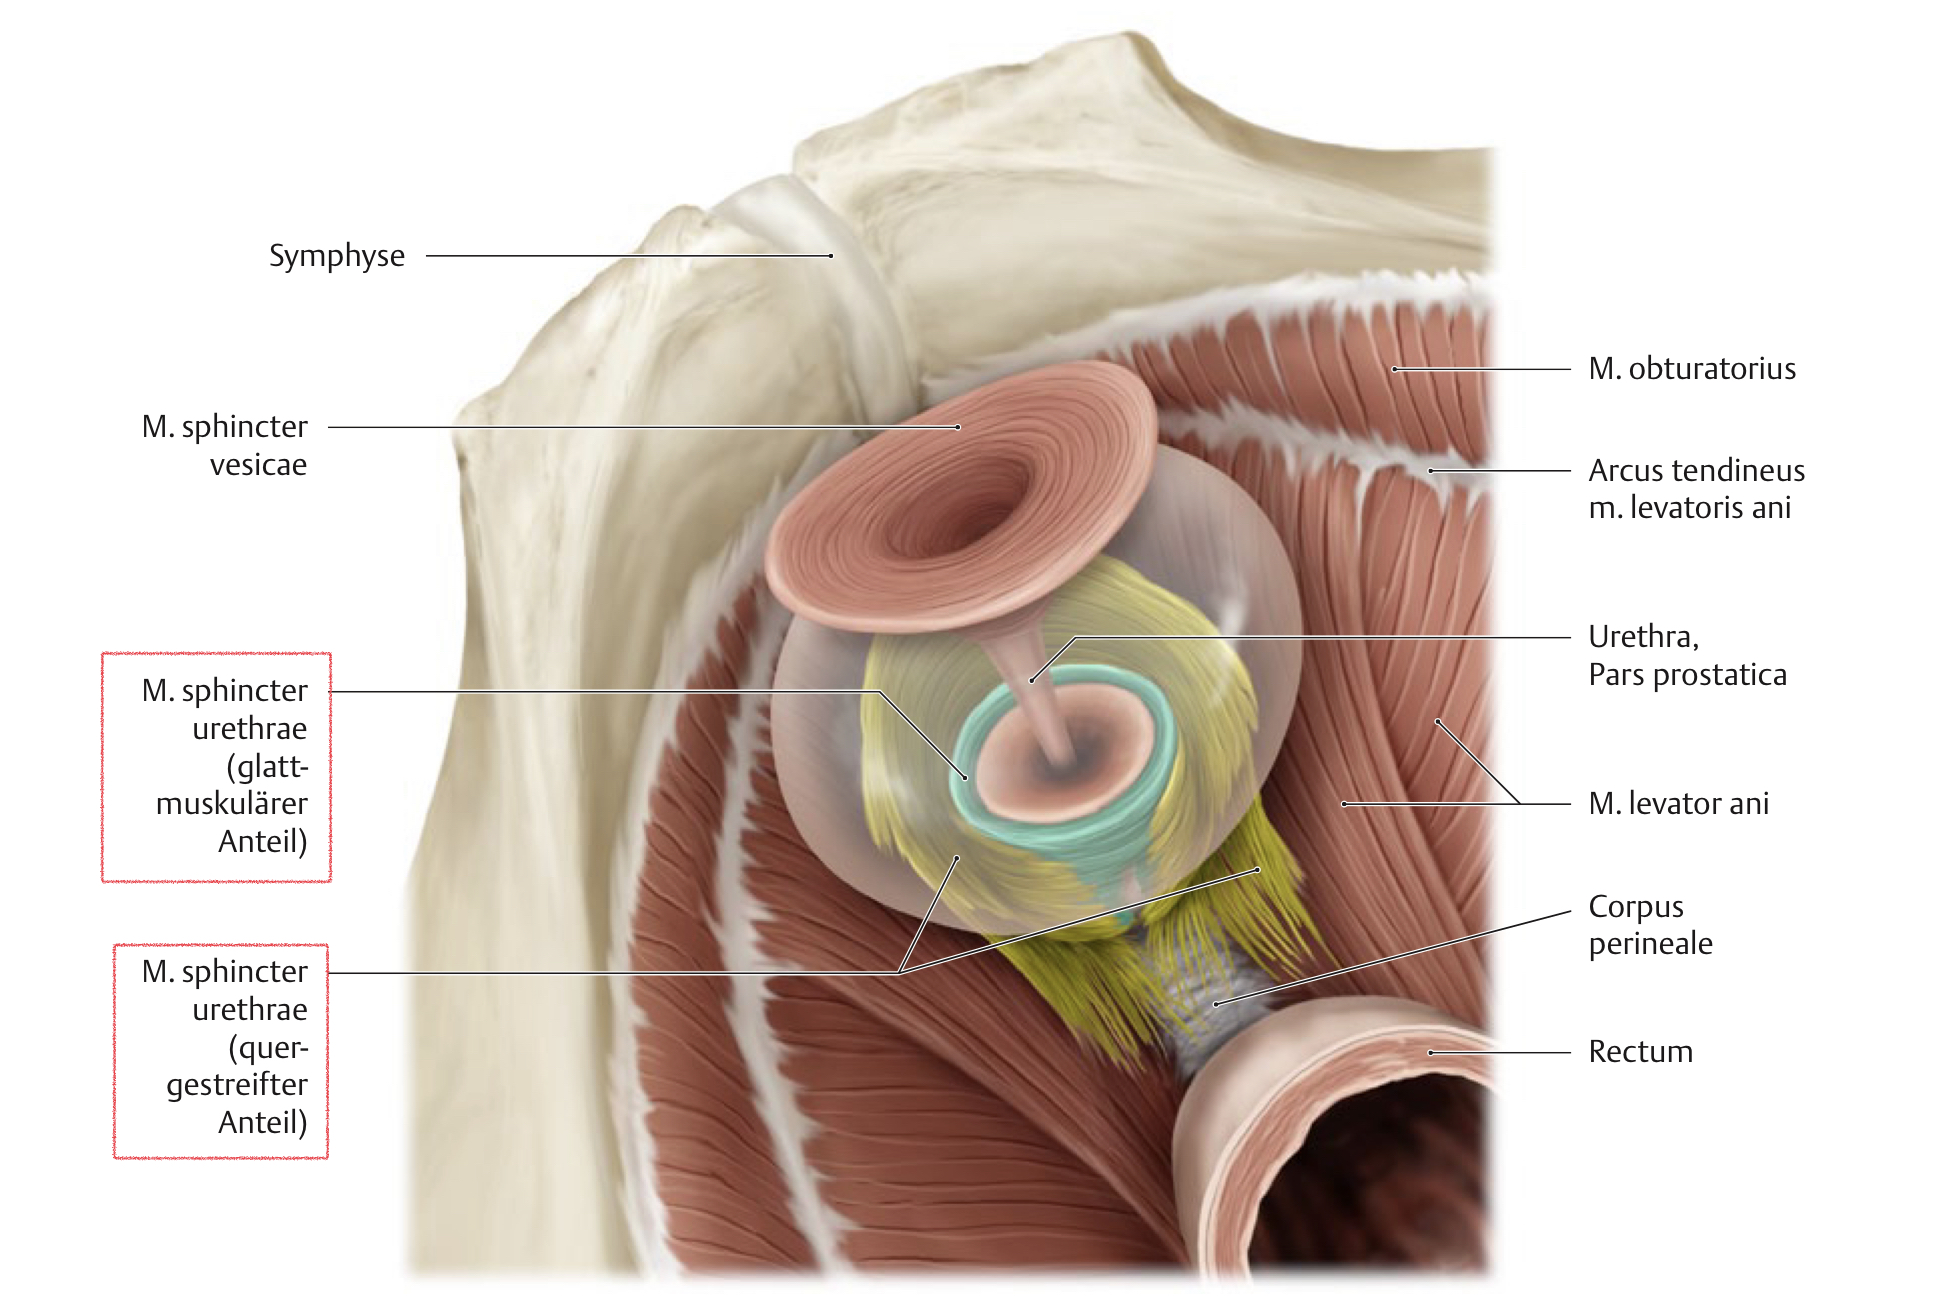 Symphyse
M. sphincter
vesicae
M. sphincter
urethrae
(glatt-
muskulärer
Anteil)
M. sphincter
urethrae
(quer-
gestreifter
Anteil)
M. obturatorius
Arcus tendineus
m. levatoris ani
Urethra,
Pars prostatica
M. levator ani
Corpus
perineale
Rectum